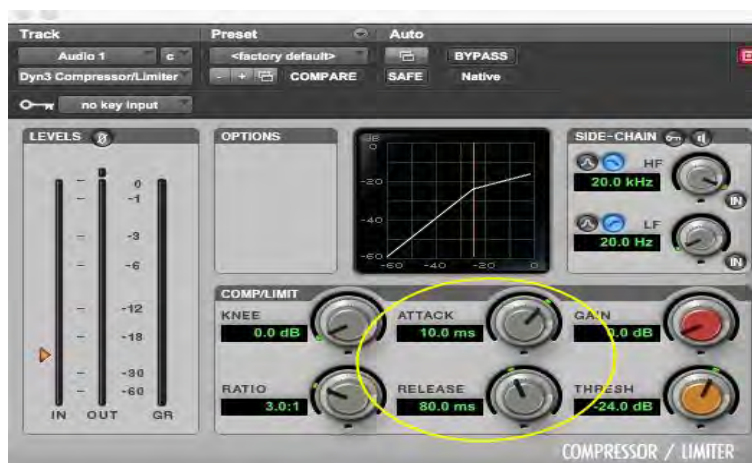 Track Preset Auto
Audio 1 c <factory default> BYPASS
Dyn3 Compressor/Limiter - + COMPARE SAFE Native
no key input
LEVELS Ø OPTIONS SIDE-CHAIN
dB
0
-20
-40
-60
-60 -40 -20 0
HF
20.0 kHz
IN
LF
20.0 Hz
IN
0
-1
-3
-6
-12
-18
-30
-60
IN OUT GR
COMP/LIMIT
KNEE ATTACK GAIN
0.0 dB 10.0 ms 0.0 dB
RATIO RELEASE THRESH
3.0:1 80.0 ms -24.0 dB
COMPRESSOR / LIMITER